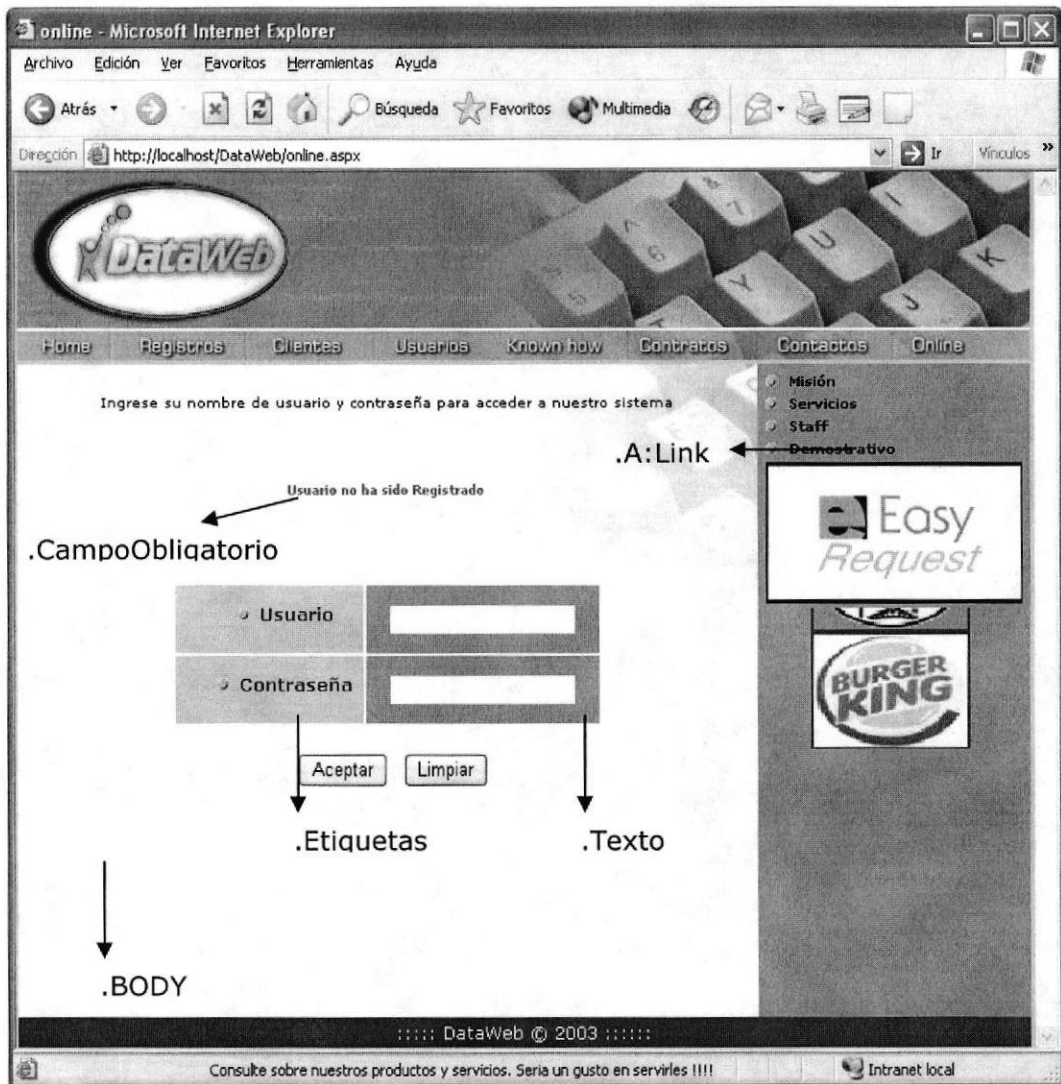 online - Microsoft Internet Explorer
Archivo Edición Ver Favoritos Herramientas Ayuda
Atrás Búsqueda Favoritos Multimedia
Dirección http://localhost/DataWeb/online.aspx Ir Vínculos »
DataWeb
Home Registros Clientes Usuarios Known how Contratos Contactos Online
Misión
Ingrese su nombre de usuario y contraseña para acceder a nuestro sistema
Servicios
Staff
.A:Link
Demostrativo
Usuario no ha sido Registrado
Easy
Request
.CampoObligatorio
Usuario
BURGER
KING
Contraseña
Aceptar Limpiar
.Etiquetas .Texto
.BODY
::::: DataWeb © 2003 ::::::
Consulte sobre nuestros productos y servicios. Seria un gusto en servirles !!!! Intranet local